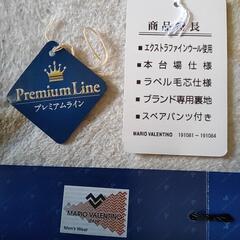 Premium Line
プレミアムライン
商品特長
■エクストラファインウール使用
■本台場仕様
■ラペル毛芯仕様
■ブランド専用裏地
■スペアパンツ付き
MARIO VALENTINO 191081－191084
MARIO VALENTINO
Men's Wear